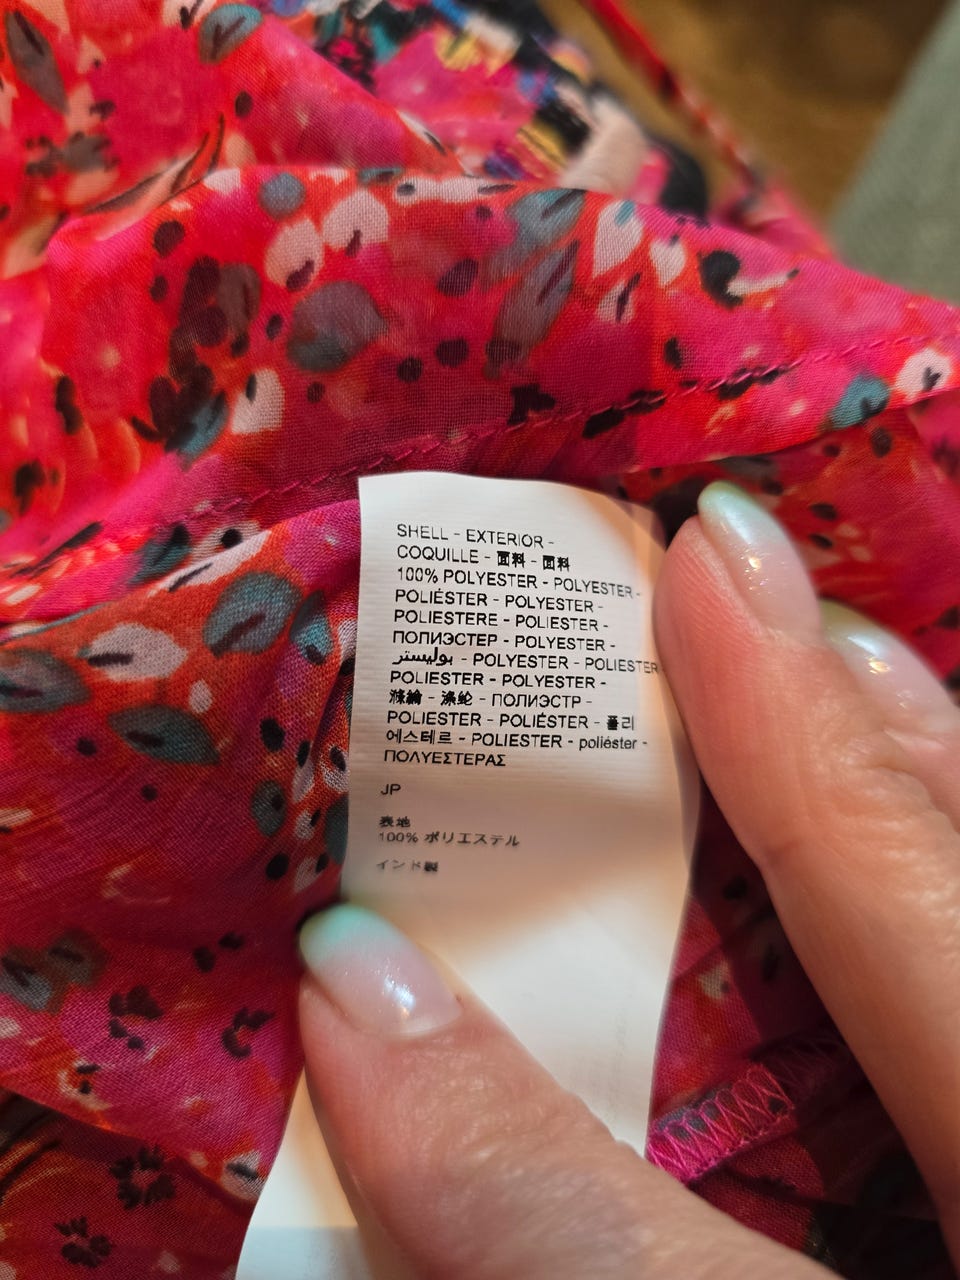 SHELL - EXTERIOR -
COQUILLE - 面料 - 面料
100% POLYESTER - POLYESTER -
POLIÉSTER - POLYESTER -
POLIESTERE - POLIESTER -
ПОЛИЭСТЕР - POLYESTER -
بوليستر - POLYESTER - POLIESTER
POLIESTER - POLYESTER -
滌綸 - 涤纶 - ПОЛИЭСТР -
POLIESTER - POLIÉSTER - 폴리
에스테르 - POLIESTER - poliéster -
ΠΟΛΥΕΣΤΕΡΑΣ
JP
表地
100% ポリエステル
インド製